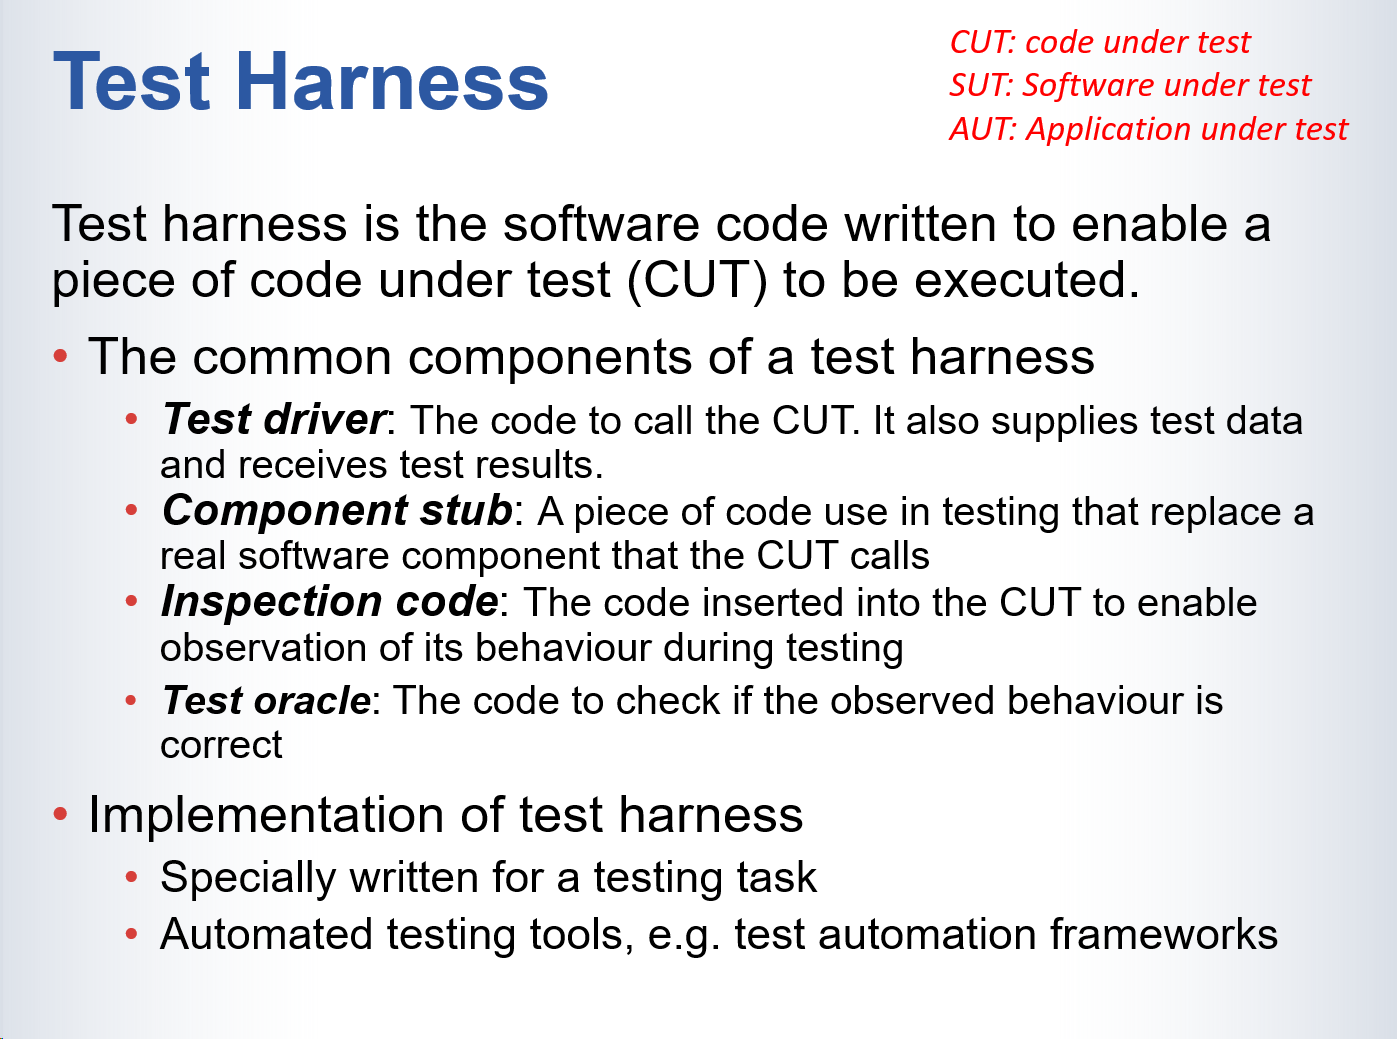 Test Harness
CUT: code under test
SUT: Software under test
AUT: Application under test
Test harness is the software code written to enable a
piece of code under test (CUT) to be executed.
• The common components of a test harness
• Test driver: The code to call the CUT. It also supplies test data
and receives test results.
• Component stub: A piece of code use in testing that replace a
real software component that the CUT calls
• Inspection code: The code inserted into the CUT to enable
observation of its behaviour during testing
• Test oracle: The code to check if the observed behaviour is
correct
• Implementation of test harness
• Specially written for a testing task
• Automated testing tools, e.g. test automation frameworks